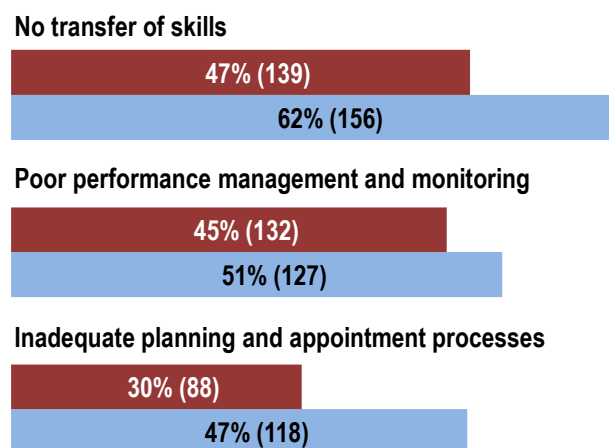 No transfer of skills
47% (139)
62% (156)
Poor performance management and monitoring
45% (132)
51% (127)
Inadequate planning and appointment processes
30% (88)
47% (118)